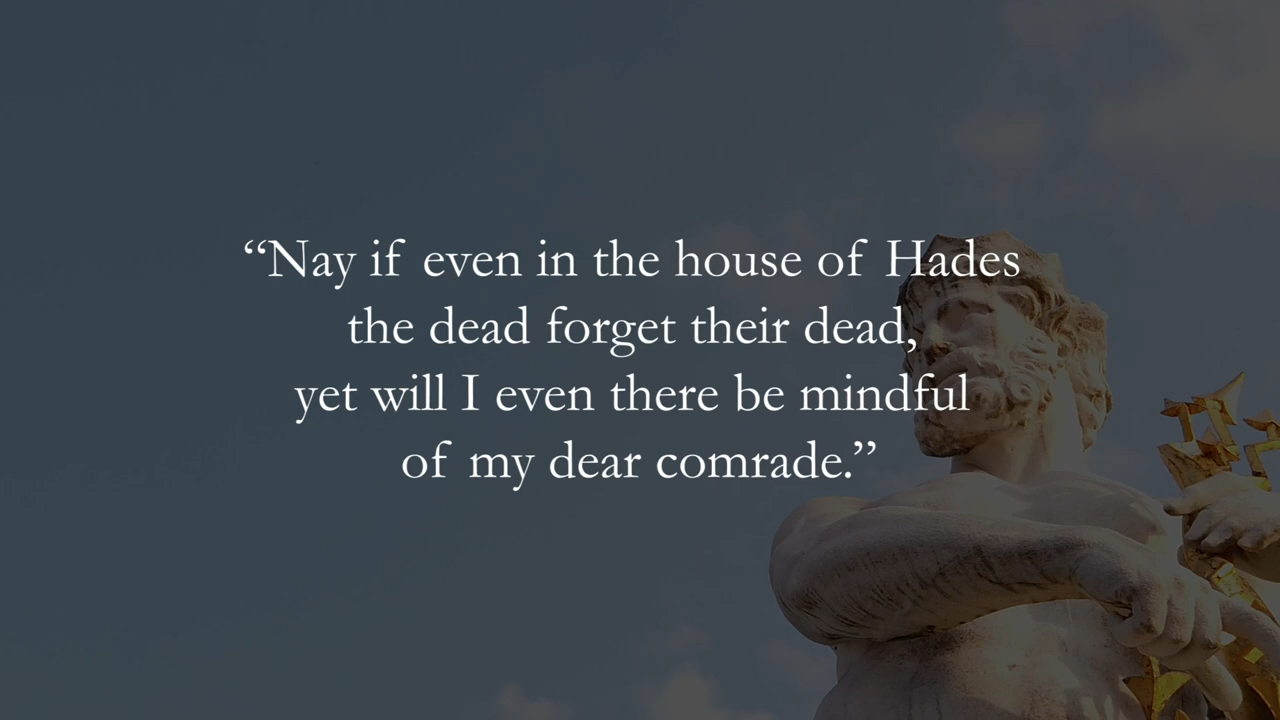 “Nay if even in the house of Hades
the dead forget their dead,
yet will I even there be mindful
of my dear comrade.”